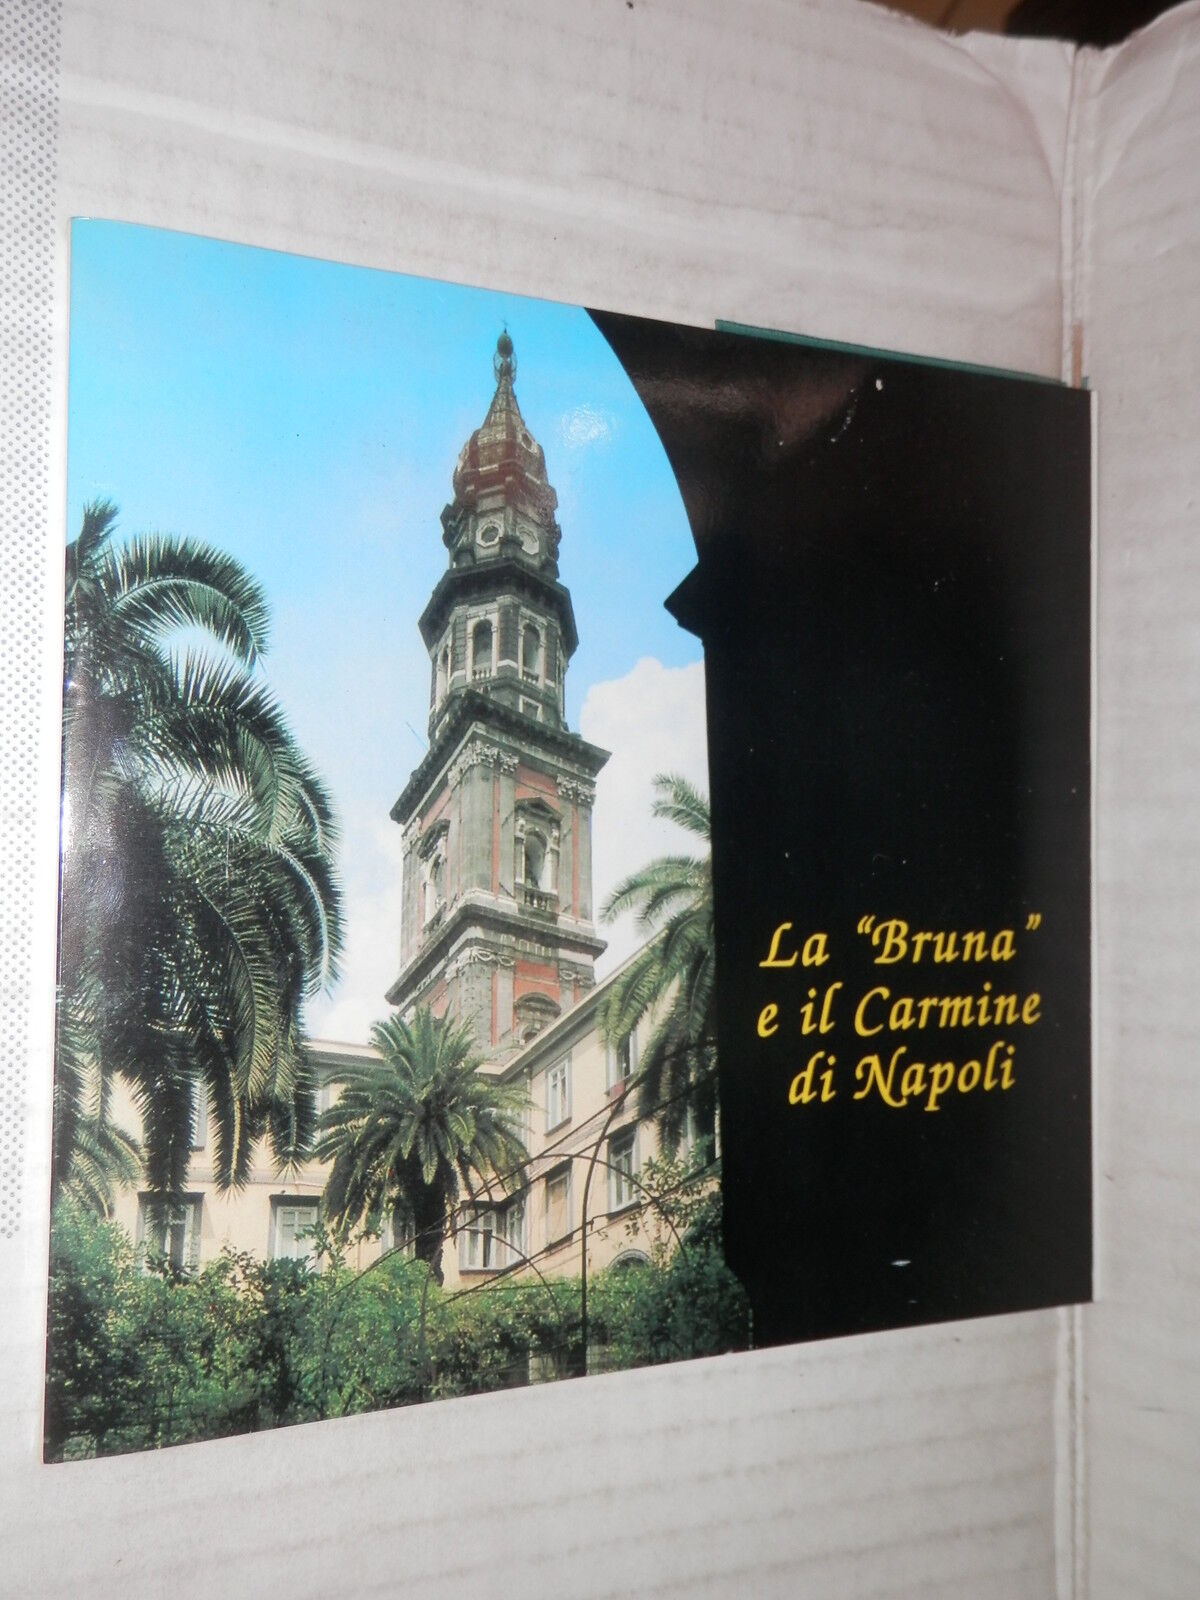 La “Bruna”
e il Carmine
di Napoli